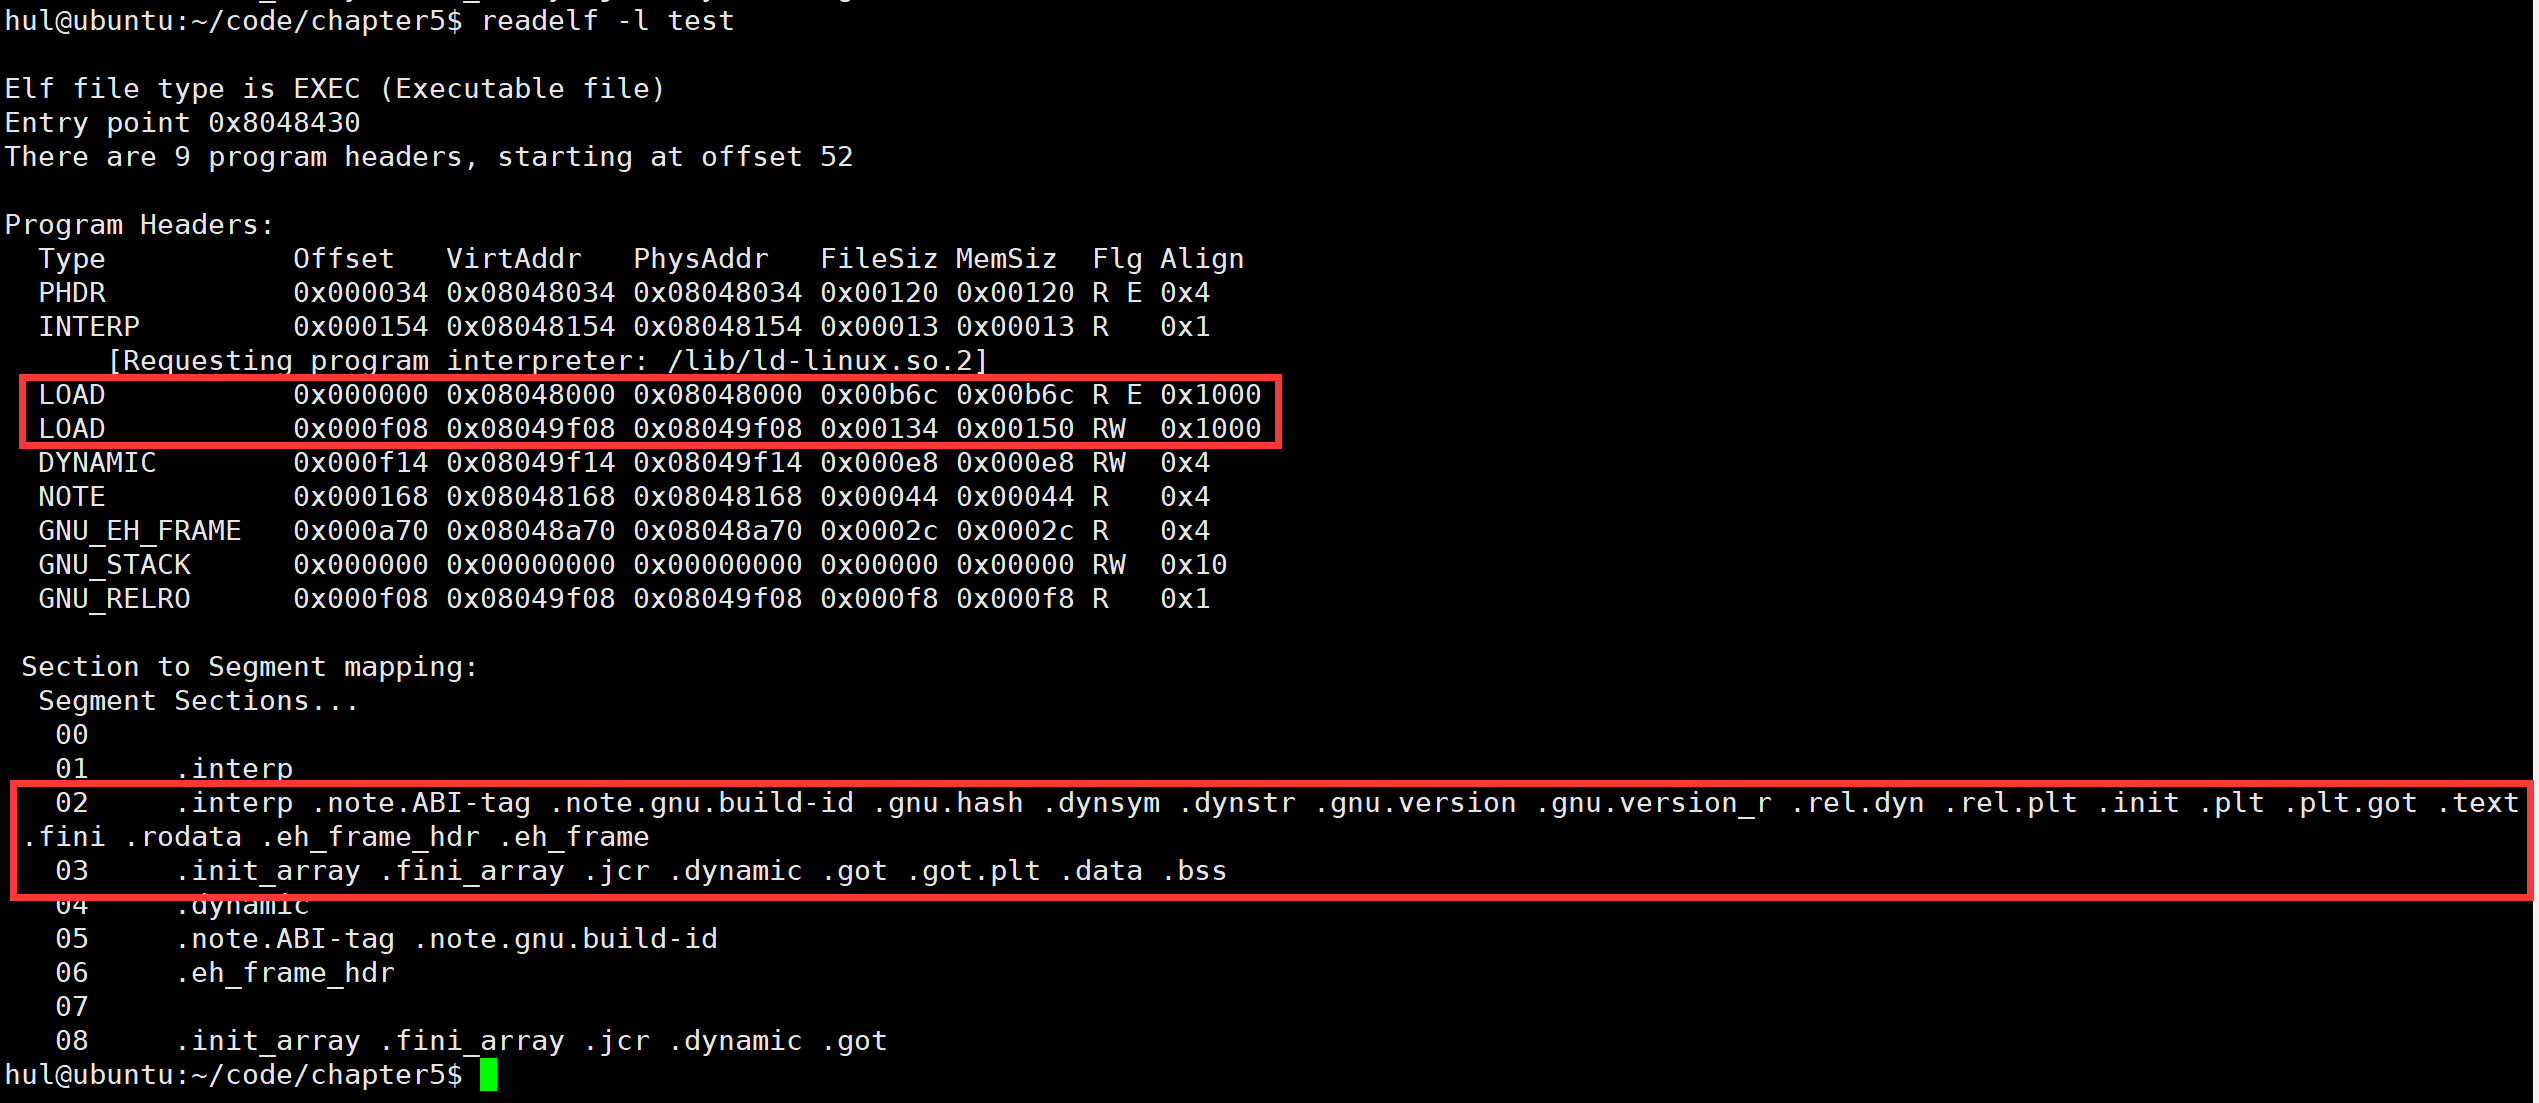 hul@ubuntu:~/code/chapter5$ readelf -l test
Elf file type is EXEC (Executable file)
Entry point 0x8048430
There are 9 program headers, starting at offset 52
Program Headers:
  Type           Offset   VirtAddr   PhysAddr   FileSiz MemSiz  Flg Align
  PHDR           0x000034 0x08048034 0x08048034 0x00120 0x00120 R E 0x4
  INTERP         0x000154 0x08048154 0x08048154 0x00013 0x00013 R   0x1
      [Requesting program interpreter: /lib/ld-linux.so.2]
  LOAD           0x000000 0x08048000 0x08048000 0x00b6c 0x00b6c R E 0x1000
  LOAD           0x000f08 0x08049f08 0x08049f08 0x00134 0x00150 RW  0x1000
  DYNAMIC        0x000f14 0x08049f14 0x08049f14 0x000e8 0x000e8 RW  0x4
  NOTE           0x000168 0x08048168 0x08048168 0x00044 0x00044 R   0x4
  GNU_EH_FRAME   0x000a70 0x08048a70 0x08048a70 0x0002c 0x0002c R   0x4
  GNU_STACK      0x000000 0x00000000 0x00000000 0x00000 0x00000 RW  0x10
  GNU_RELRO      0x000f08 0x08049f08 0x08049f08 0x000f8 0x000f8 R   0x1
 Section to Segment mapping:
  Segment Sections...
   00
   01     .interp
   02     .interp .note.ABI-tag .note.gnu.build-id .gnu.hash .dynsym .dynstr .gnu.version .gnu.version_r .rel.dyn .rel.plt .init .plt .plt.got .text
 .fini .rodata .eh_frame_hdr .eh_frame
   03     .init_array .fini_array .jcr .dynamic .got .got.plt .data .bss
   04     .dynamic
   05     .note.ABI-tag .note.gnu.build-id
   06     .eh_frame_hdr
   07
   08     .init_array .fini_array .jcr .dynamic .got
hul@ubuntu:~/code/chapter5$